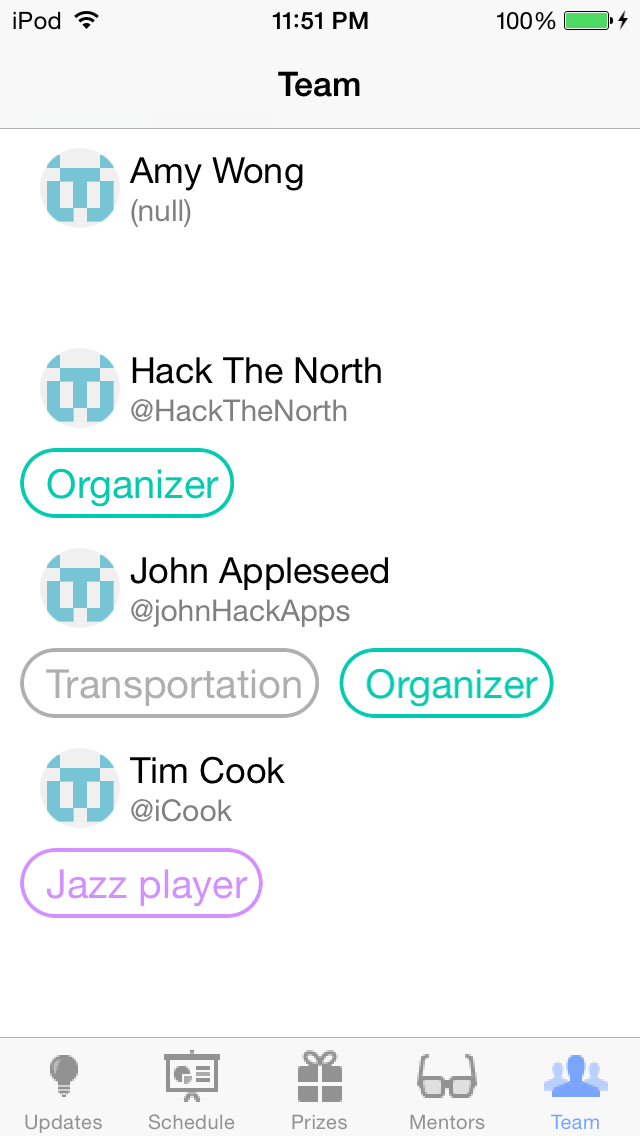 iPod 11:51 PM 100%
Team
Amy Wong
(null)
Hack The North
@HackTheNorth
Organizer
John Appleseed
@johnHackApps
Transportation Organizer
Tim Cook
@iCook
Jazz player
Updates Schedule Prizes Mentors Team